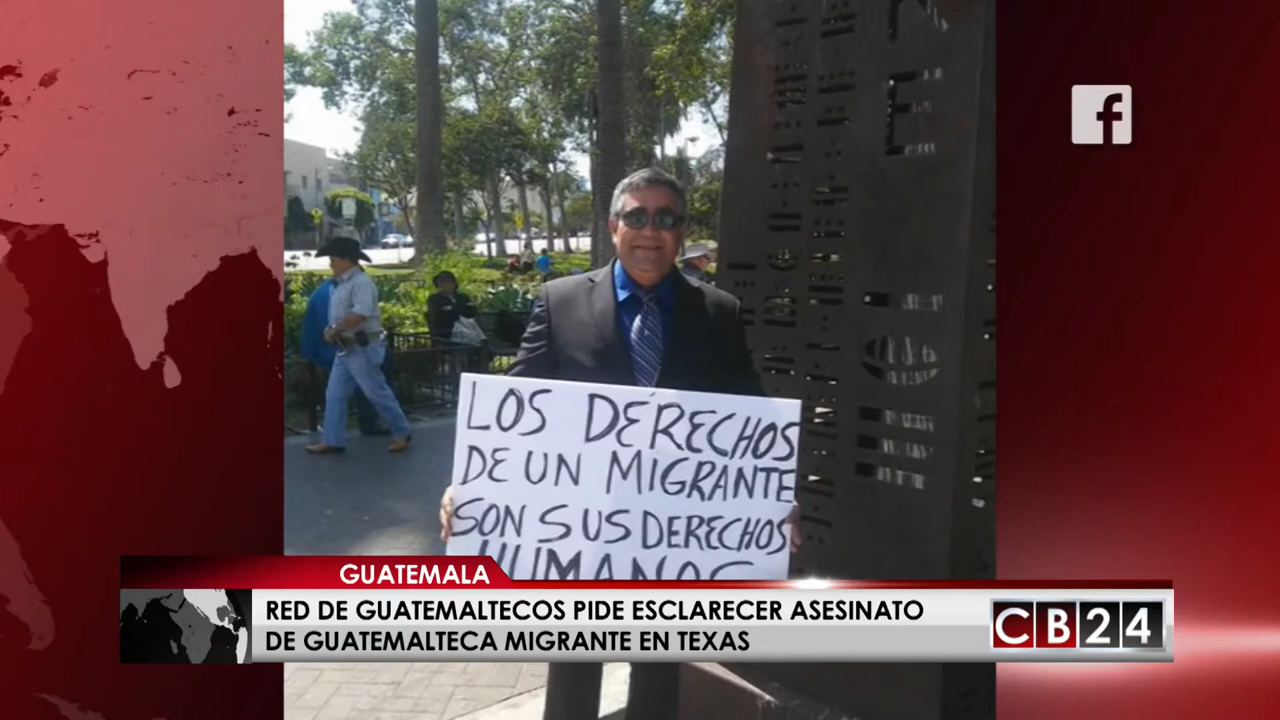 LOS DERECHOS
DE UN MIGRANTE
SON SUS DERECHOS
HUMANOS
GUATEMALA
RED DE GUATEMALTECOS PIDE ESCLARECER ASESINATO
DE GUATEMALTECA MIGRANTE EN TEXAS
CB24
f